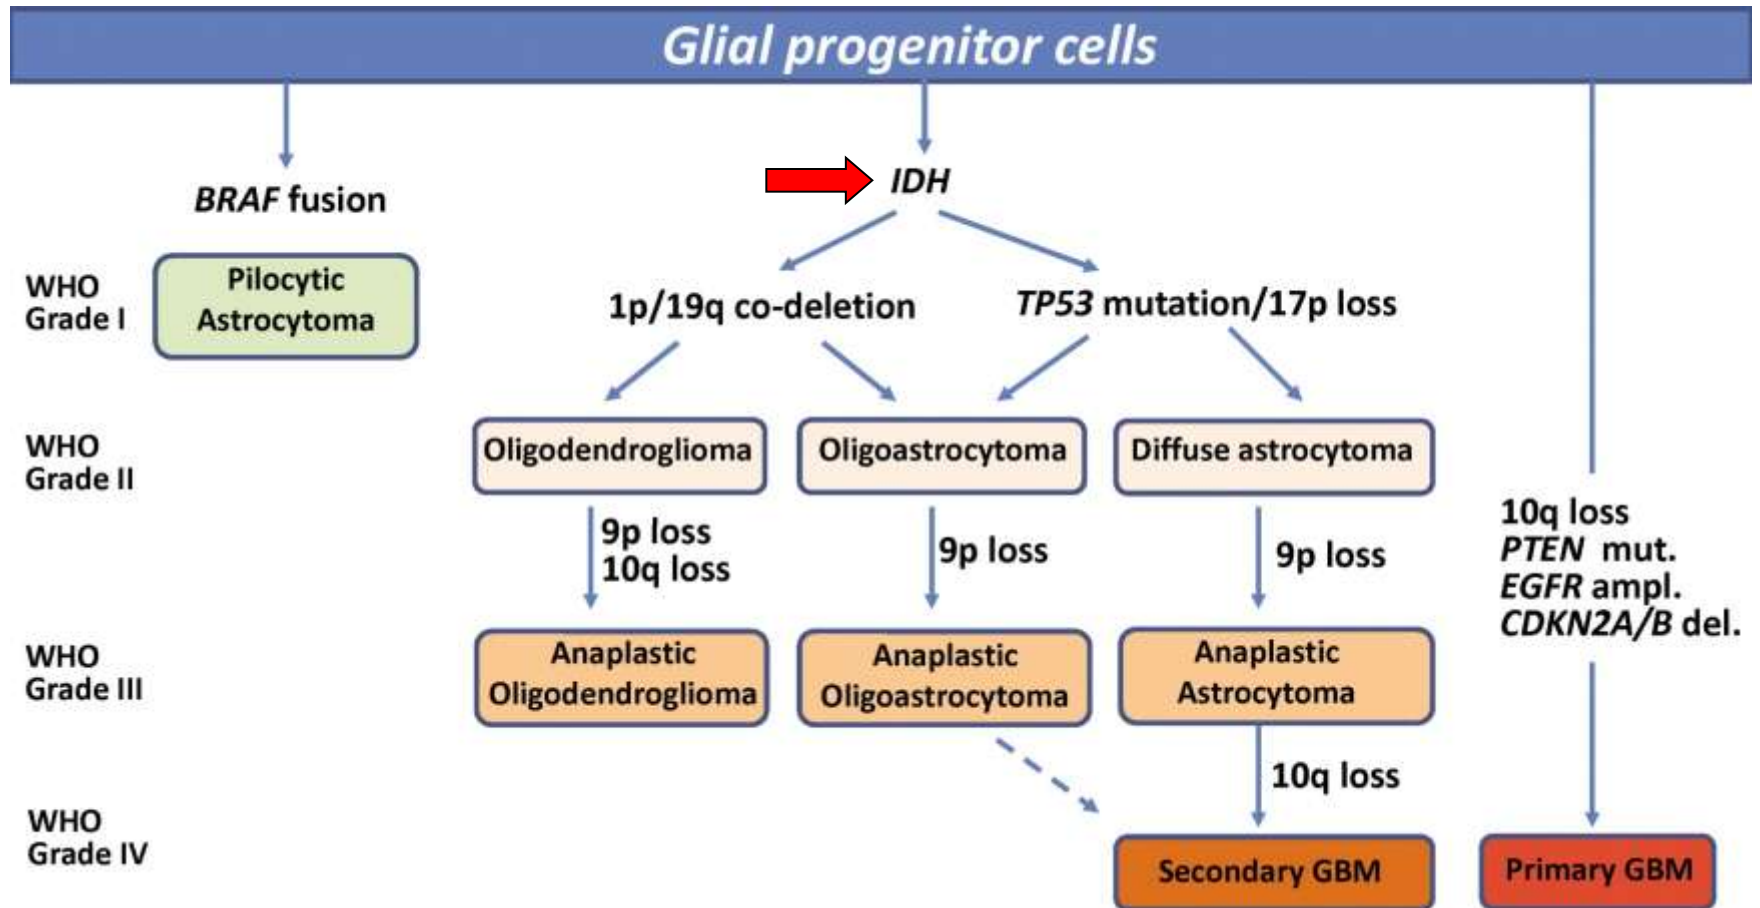 Glial progenitor cells
BRAF fusion
IDH
WHO
Grade I
Pilocytic
Astrocytoma
1p/19q co-deletion
TP53 mutation/17p loss
WHO
Grade II
Oligodendroglioma
Oligoastrocytoma
Diffuse astrocytoma
9p loss
10q loss
9p loss
9p loss
10q loss
PTEN mut.
EGFR ampl.
CDKN2A/B del.
WHO
Grade III
Anaplastic
Oligodendroglioma
Anaplastic
Oligoastrocytoma
Anaplastic
Astrocytoma
10q loss
WHO
Grade IV
Secondary GBM
Primary GBM